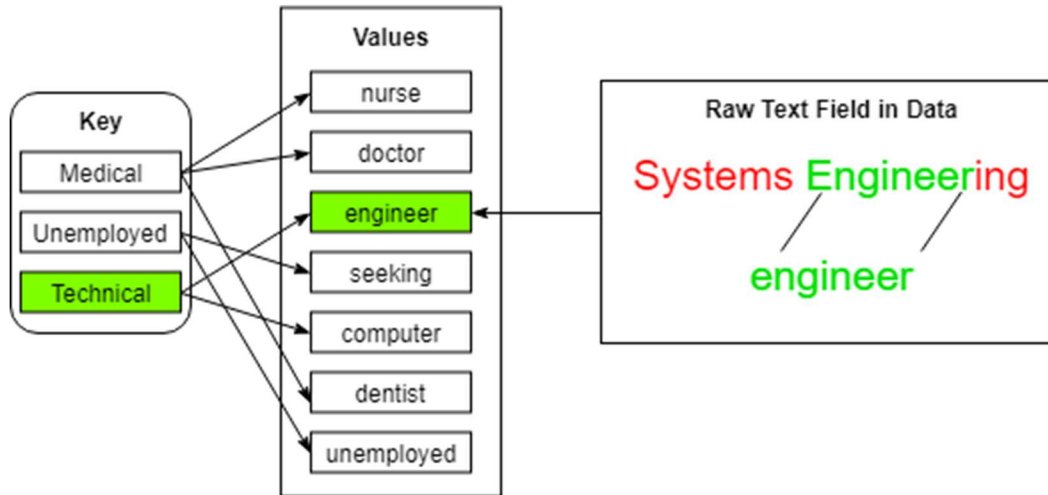 Key
Medical
Unemployed
Technical
Values
nurse
doctor
engineer
seeking
computer
dentist
unemployed
Raw Text Field in Data
Systems Engineering
engineer